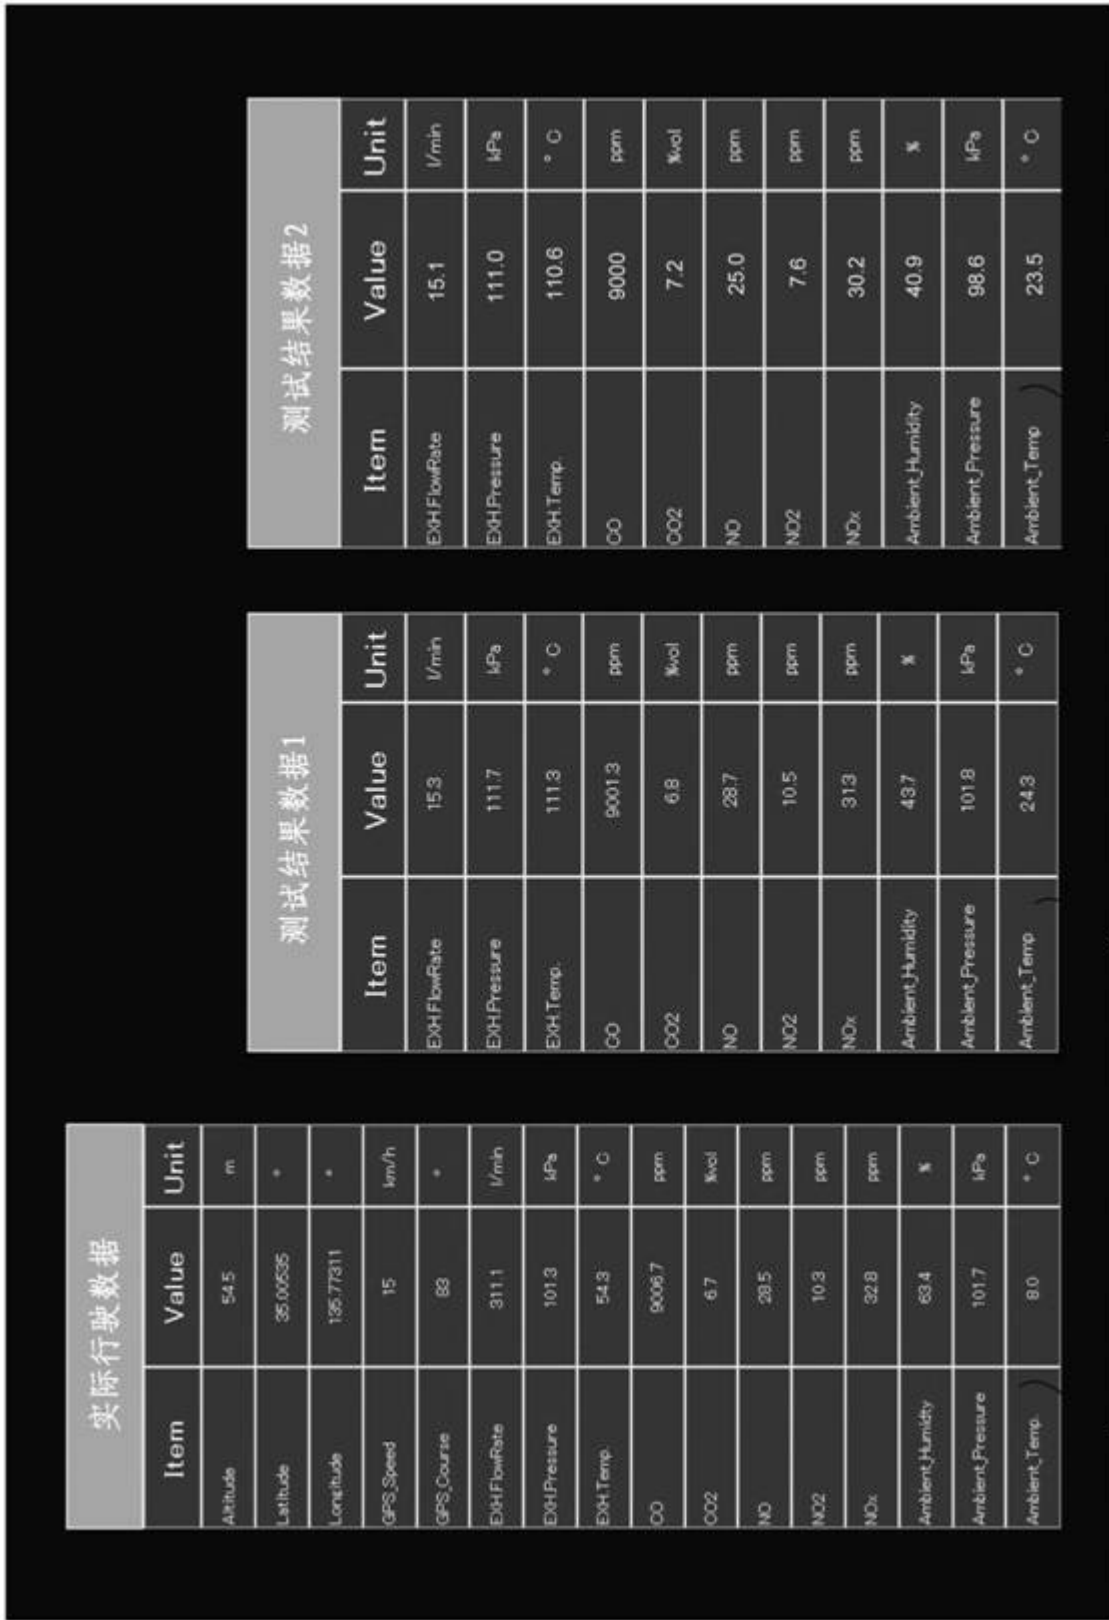 实际行驶数据
Item Value Unit
Altitude 54.5 m
Latitude 35.00535 °
Longitude 135.77311 °
GPS_Speed 15 km/h
GPS_Course 83 °
EXH.FlowRate 311.1 l/min
EXH.Pressure 101.3 kPa
EXH.Temp. 54.3 °C
CO 9006.7 ppm
CO2 6.7 %vol
NO 28.5 ppm
NO2 10.3 ppm
NOx 32.8 ppm
Ambient_Humidty 63.4 %
Ambient_Pressure 101.7 kPa
Ambient_Temp. 8.0 °C
测试结果数据1
Item Value Unit
EXH.FlowRate 15.3 l/min
EXH.Pressure 111.7 kPa
EXH.Temp. 111.3 °C
CO 9001.3 ppm
CO2 6.8 %vol
NO 28.7 ppm
NO2 10.5 ppm
NOx 31.3 ppm
Ambient_Humidity 43.7 %
Ambient_Pressure 101.8 kPa
Ambient_Temp 24.3 °C
测试结果数据2
Item Value Unit
EXH.FlowRate 15.1 l/min
EXH.Pressure 111.0 kPa
EXH.Temp. 110.6 °C
CO 9000 ppm
CO2 7.2 %vol
NO 25.0 ppm
NO2 7.6 ppm
NOx 30.2 ppm
Ambient_Humidity 40.9 %
Ambient_Pressure 98.6 kPa
Ambient_Temp 23.5 °C